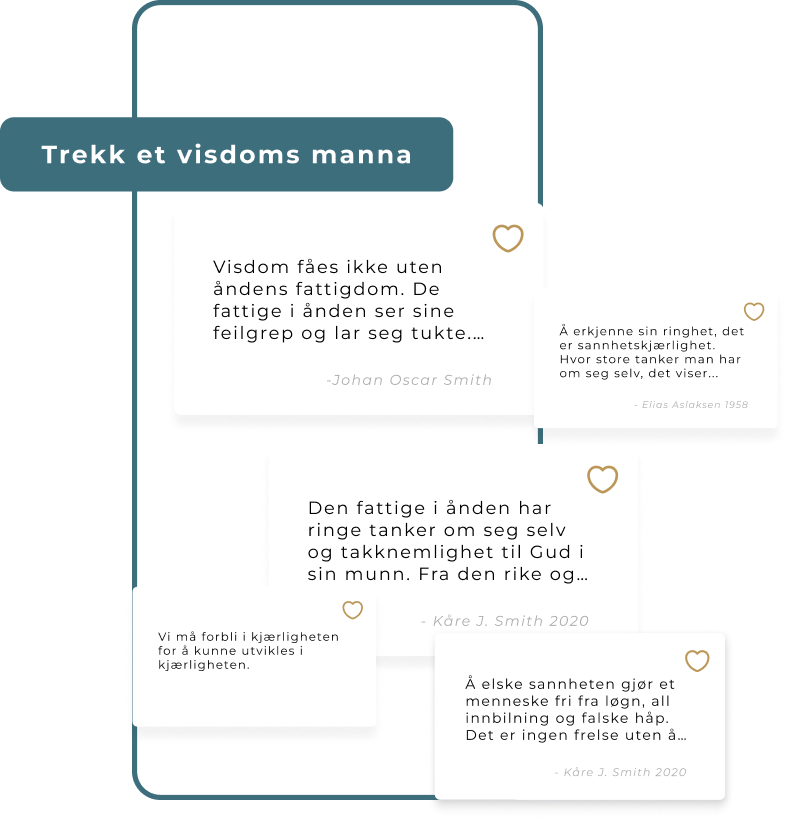 Trekk et visdoms manna
Visdom fåes ikke uten
åndens fattigdom. De
fattige i ånden ser sine
feilgrep og lar seg tukte....
-Johan Oscar Smith
Å erkjenne sin ringhet, det
er sannhetskjærlighet.
Hvor store tanker man har
om seg selv, det viser...
- Elias Aslaksen 1958
Den fattige i ånden har
ringe tanker om seg selv
og takknemlighet til Gud i
sin munn. Fra den rike og...
- Kåre J. Smith 2020
Vi må forbli i kjærligheten
for å kunne utvikles i
kjærligheten.
Å elske sannheten gjør et
menneske fri fra løgn, all
innbilning og falske håp.
Det er ingen frelse uten å...
- Kåre J. Smith 2020